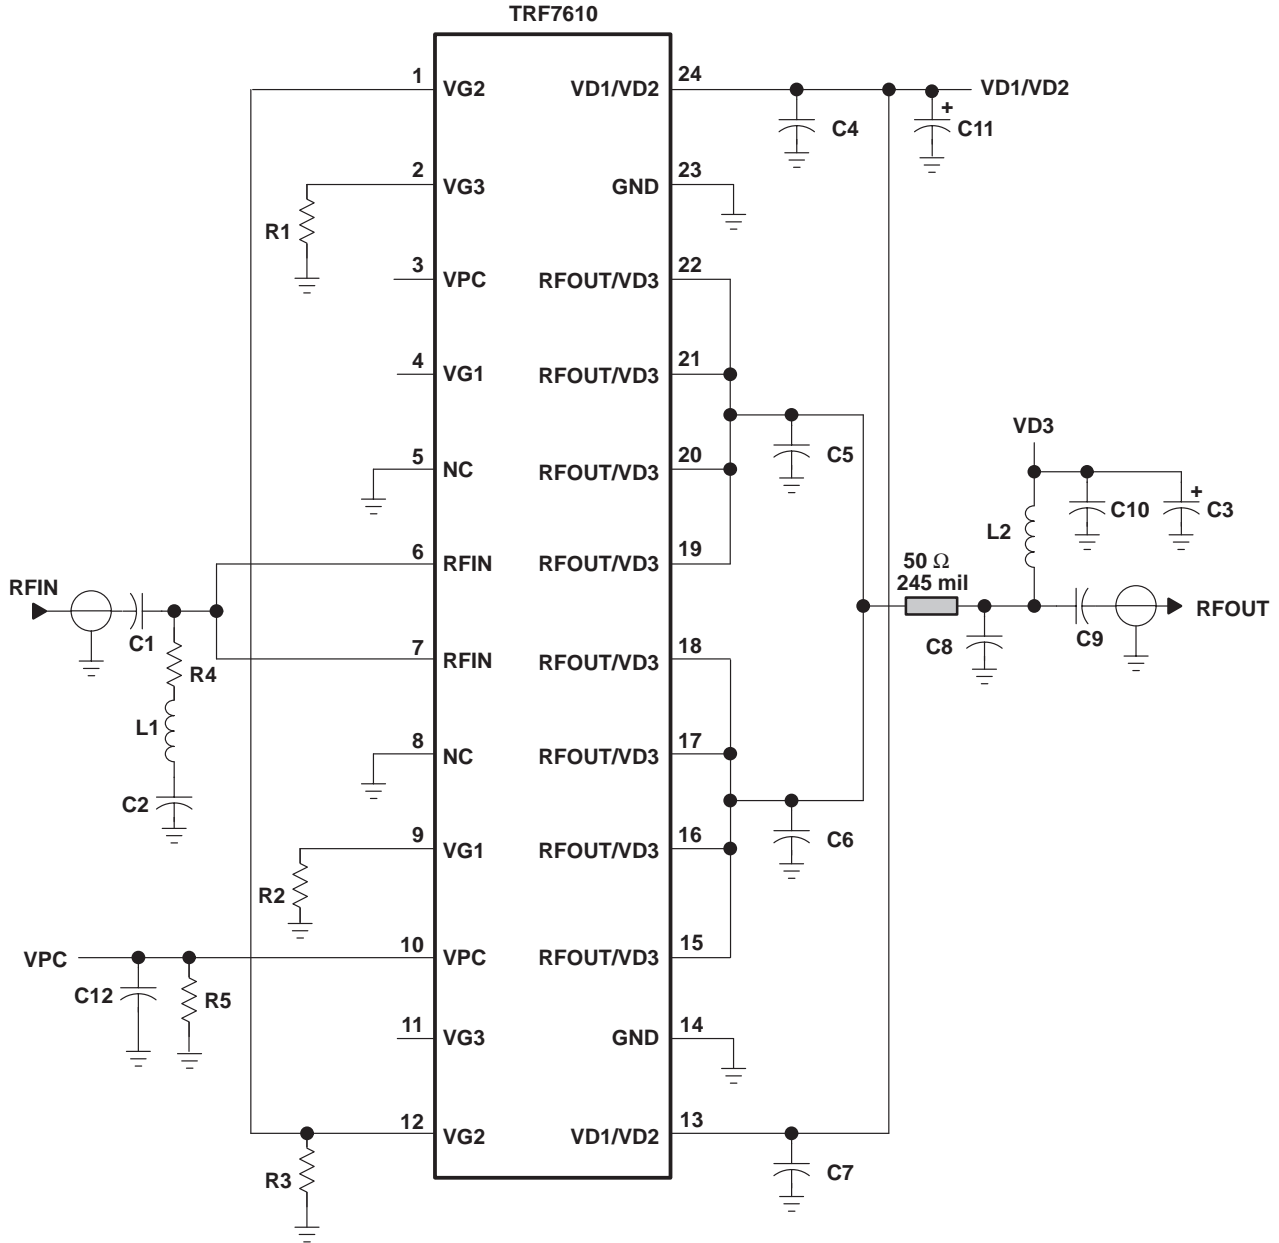 TRF7610
1 VG2 VD1/VD2 24 VD1/VD2
C4 + C11
2 VG3 GND 23
R1
3 VPC RFOUT/VD3 22
4 VG1 RFOUT/VD3 21
VD3
C5
5 NC RFOUT/VD3 20
L2 C10 + C3
6 RFIN RFOUT/VD3 19
50 Ω
245 mil
RFIN RFOUT
C1 C8 C9
7 RFIN RFOUT/VD3 18
R4
L1
8 NC RFOUT/VD3 17
C2
9 VG1 RFOUT/VD3 16 C6
R2
VPC 10 VPC RFOUT/VD3 15
C12 R5
11 VG3 GND 14
12 VG2 VD1/VD2 13
R3 C7